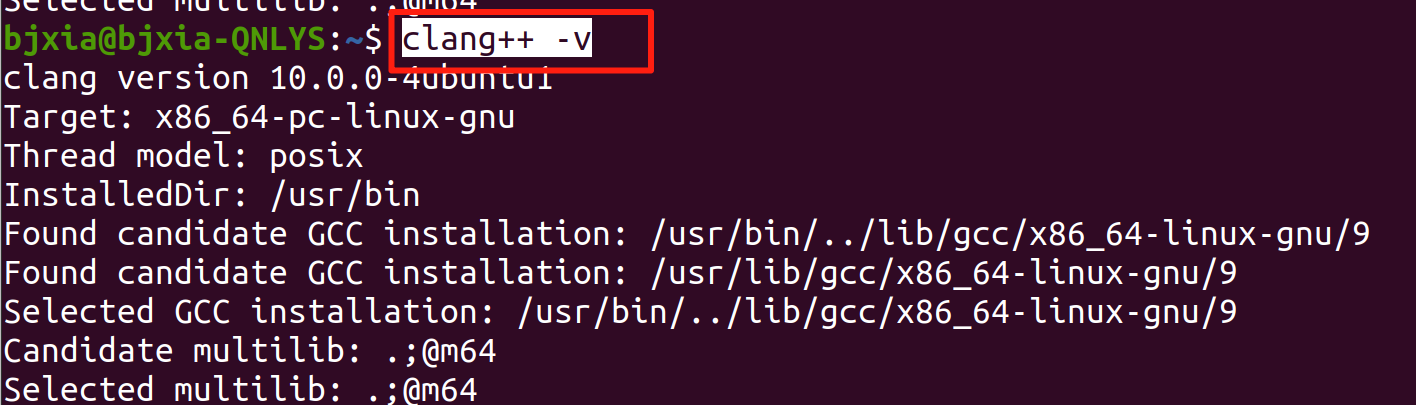 Selected multilib: .;@m64
bjxia@bjxia-QNLYS:~$ clang++ -v
clang version 10.0.0-4ubuntu1
Target: x86_64-pc-linux-gnu
Thread model: posix
InstalledDir: /usr/bin
Found candidate GCC installation: /usr/bin/../lib/gcc/x86_64-linux-gnu/9
Found candidate GCC installation: /usr/lib/gcc/x86_64-linux-gnu/9
Selected GCC installation: /usr/bin/../lib/gcc/x86_64-linux-gnu/9
Candidate multilib: .;@m64
Selected multilib: .;@m64